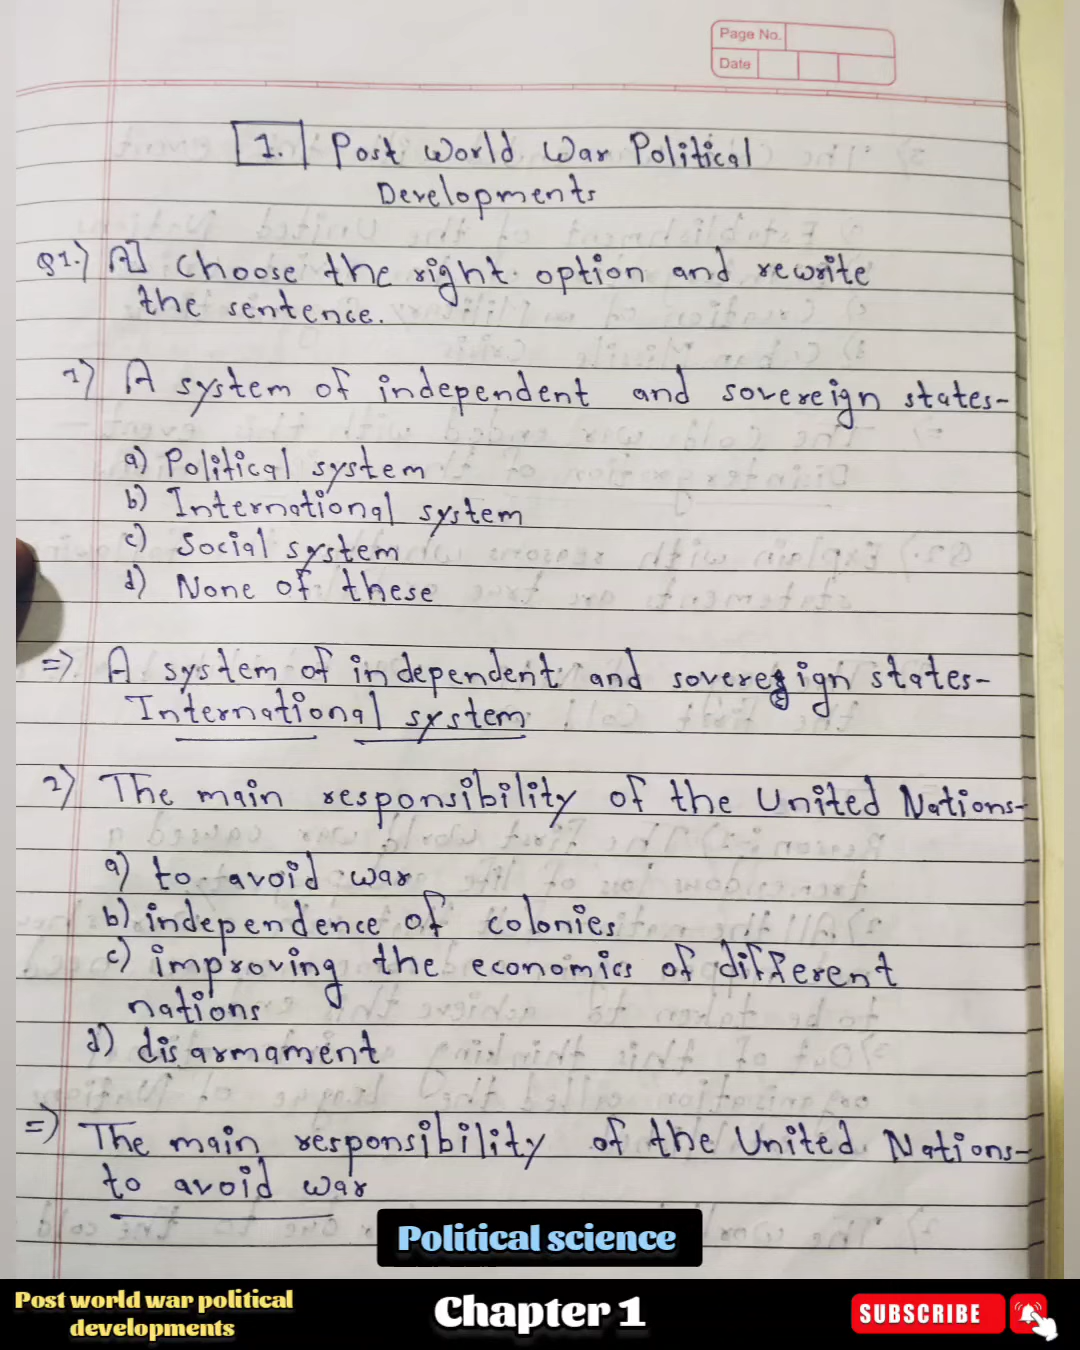 Page No.
Date
1. Post World War Political
Developments
Q1.) A] Choose the right option and rewrite
the sentence.
1) A system of independent and sovereign states-
a) Political system
b) International system
c) Social system
d) None of these
=> A system of independent and sovereign states-
International system
2) The main responsibility of the United Nations-
a) to avoid war
b) independence of colonies
c) improving the economics of different
nations
d) disarmament
=> The main responsibility of the United Nations-
to avoid war
Political science
Post world war political
developments
Chapter 1
SUBSCRIBE